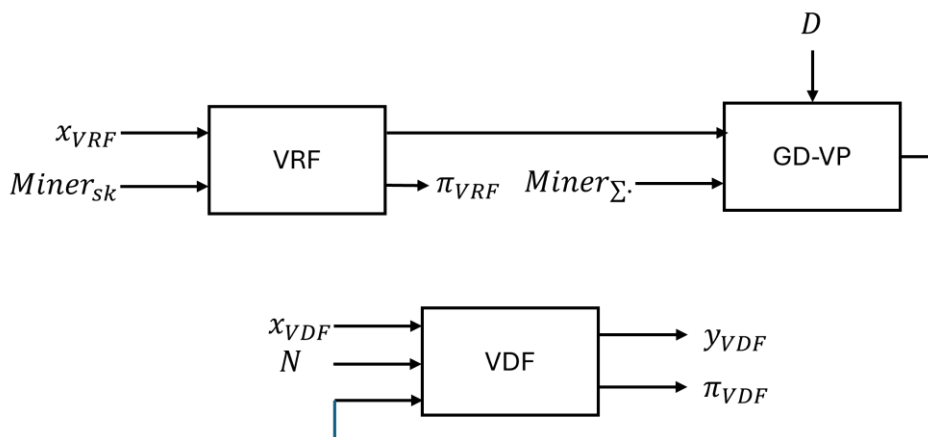 D
x_VRF
VRF
GD-VP
Miner_sk
π_VRF
Miner_Σ·
x_VDF
y_VDF
N
VDF
π_VDF